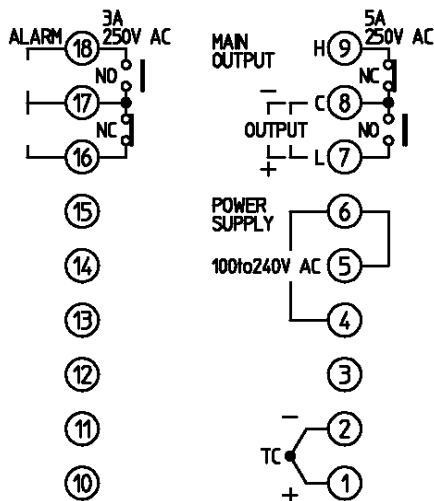 3A
250V AC
ALARM 18
NO
17
NC
16
15
14
13
12
11
10
5A
250V AC
MAIN
OUTPUT
H 9
NC
− C 8
OUTPUT NO
+ L 7
POWER
SUPPLY
6
100to240V AC 5
4
3
− 2
TC
+ 1